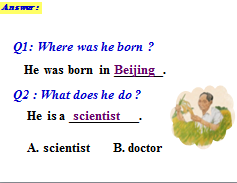 Answer:
Q1: Where was he born ?
He was born in Beijing.
Q2 : What does he do ?
He is a scientist.
A. scientist B. doctor